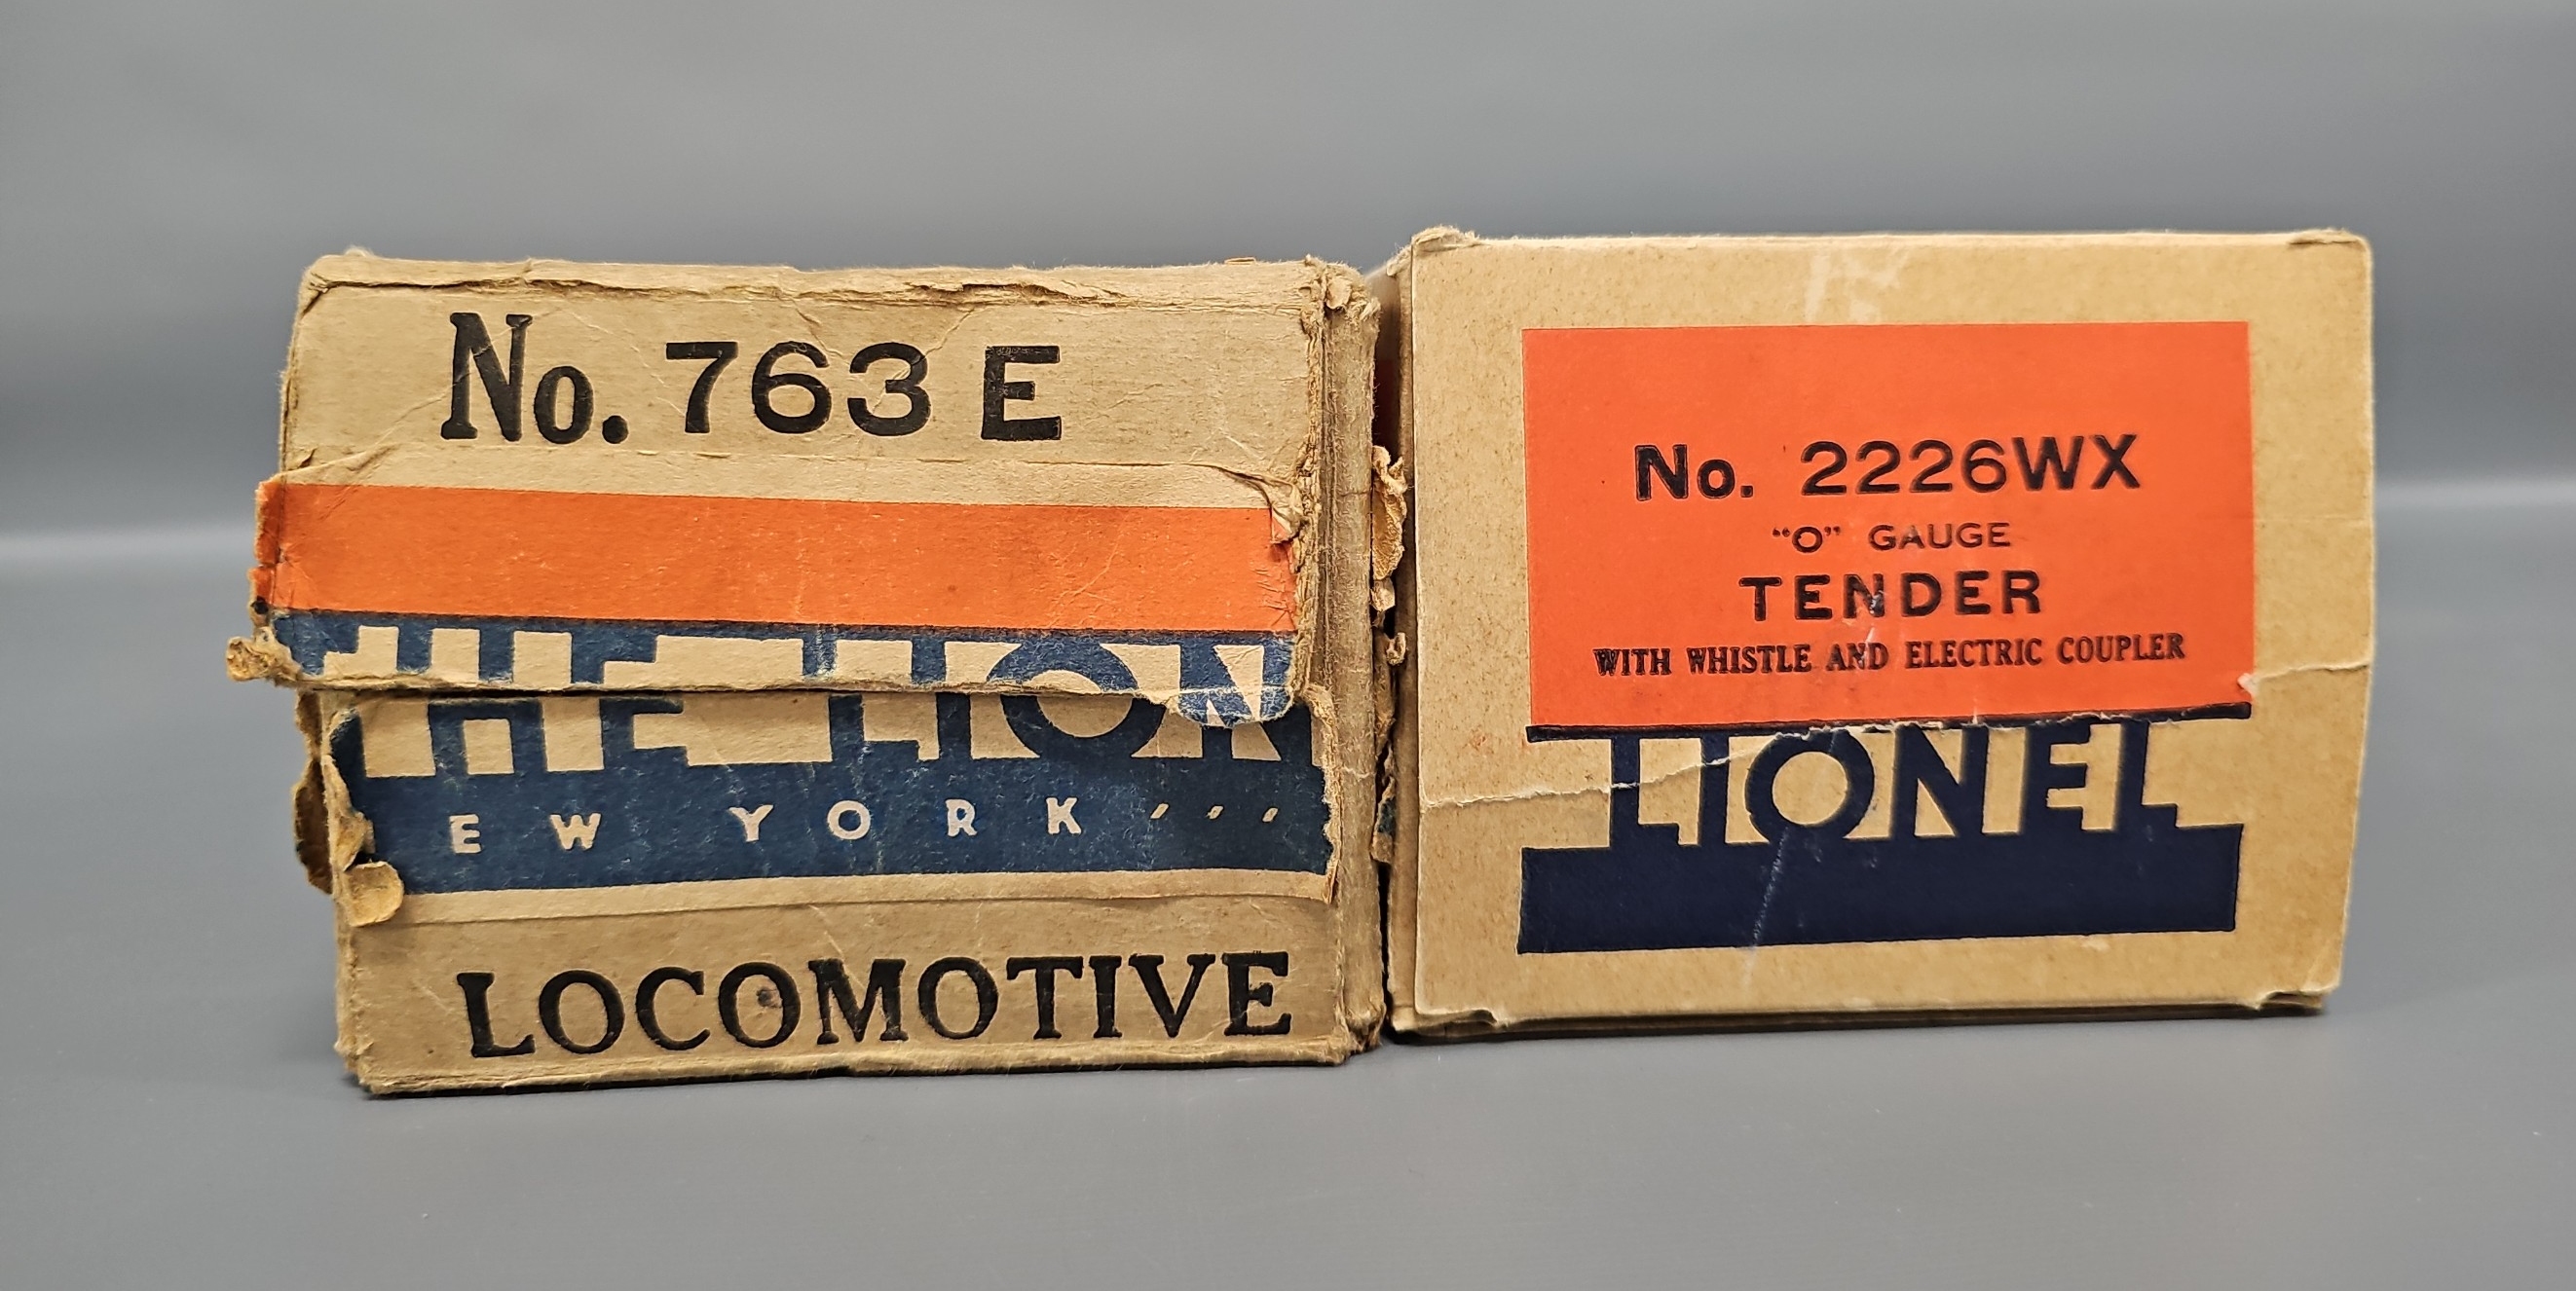 No. 763 E
THE LION
EW YORK ’ ’ ’
LOCOMOTIVE
No. 2226WX
“O” GAUGE
TENDER
WITH WHISTLE AND ELECTRIC COUPLER
LIONEL